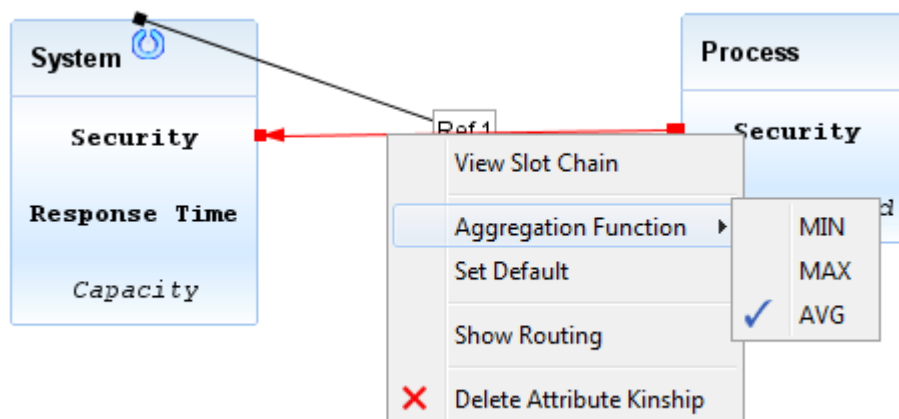 System
Process
Ref 1
Security
Security
View Slot Chain
Response Time
Aggregation Function
MIN
Set Default
MAX
Capacity
AVG
Show Routing
Delete Attribute Kinship